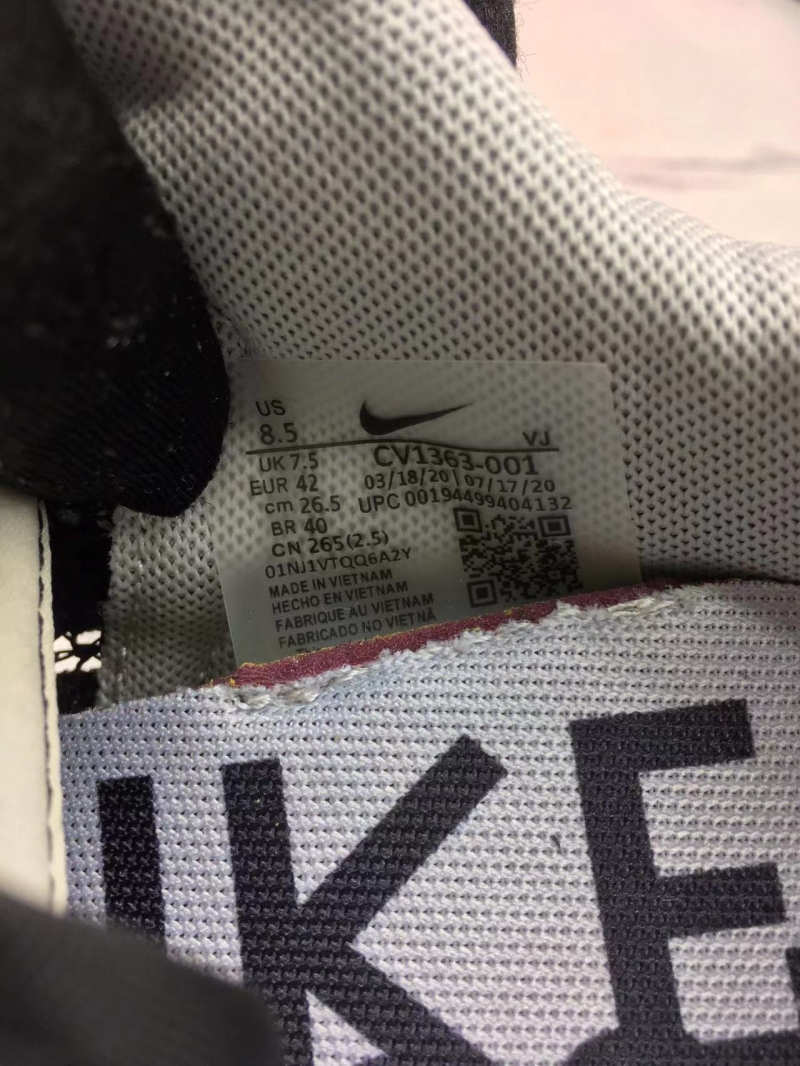 US
8.5
VJ
UK 7.5
CV1363-001
EUR 42
03/18/20 | 07/17/20
cm 26.5
UPC 00194499404132
BR 40
CN 265(2.5)
01NJ1VTQQ6A2Y
MADE IN VIETNAM
HECHO EN VIETNAM
FABRIQUE AU VIETNAM
FABRICADO NO VIETNÃ
IKE